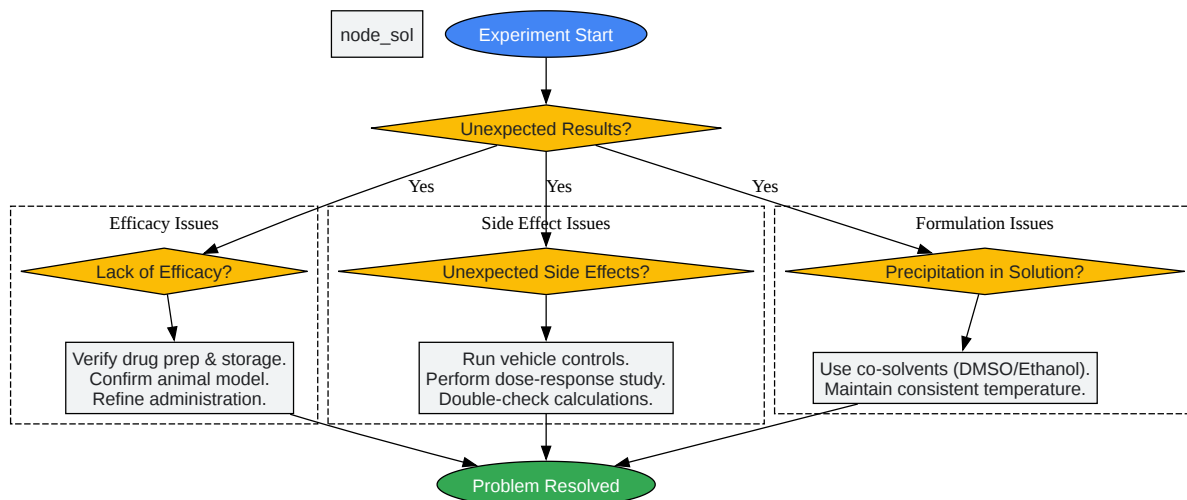 node_sol
Experiment Start
Unexpected Results?
Yes
Yes
Yes
Efficacy Issues
Side Effect Issues
Formulation Issues
Lack of Efficacy?
Unexpected Side Effects?
Precipitation in Solution?
Verify drug prep & storage.
Confirm animal model.
Refine administration.
Run vehicle controls.
Perform dose-response study.
Double-check calculations.
Use co-solvents (DMSO/Ethanol).
Maintain consistent temperature.
Problem Resolved